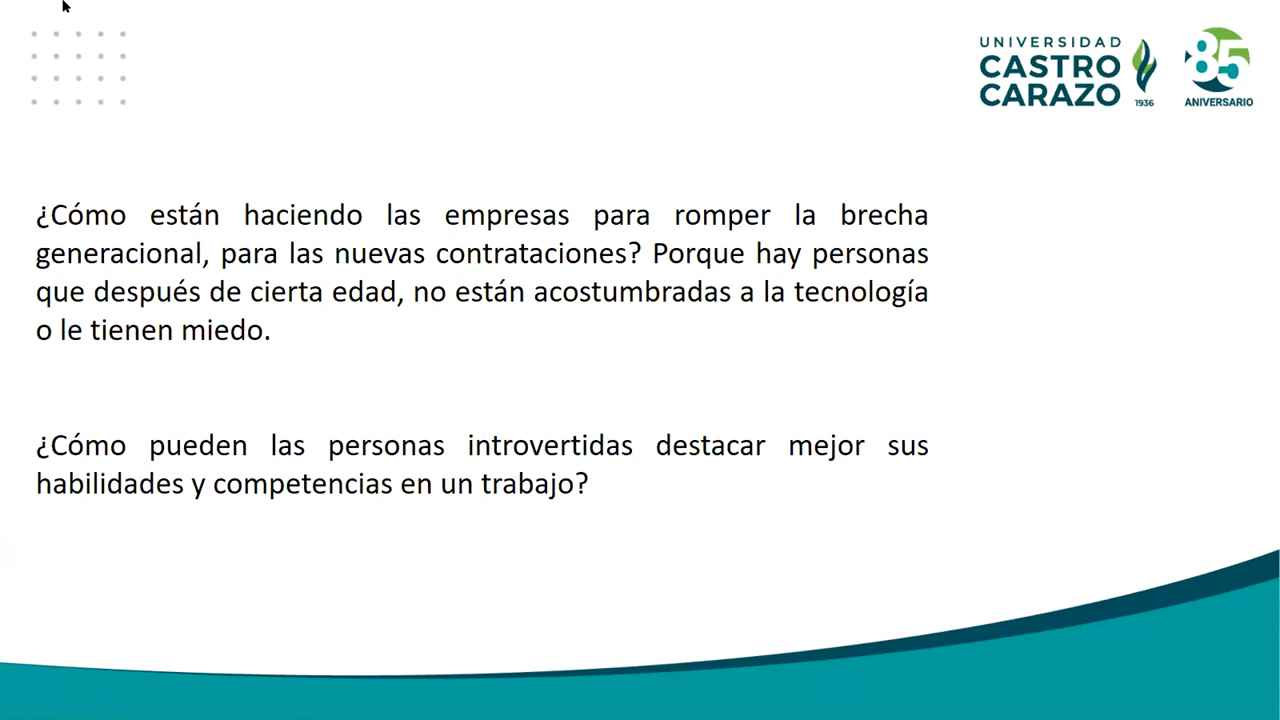 UNIVERSIDAD
CASTRO
CARAZO
1936
85
ANIVERSARIO
¿Cómo están haciendo las empresas para romper la brecha
generacional, para las nuevas contrataciones? Porque hay personas
que después de cierta edad, no están acostumbradas a la tecnología
o le tienen miedo.
¿Cómo pueden las personas introvertidas destacar mejor sus
habilidades y competencias en un trabajo?